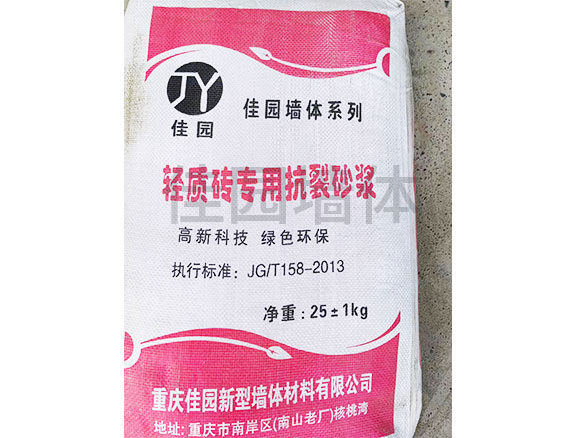 JY
佳园
佳园墙体系列
轻质砖专用抗裂砂浆
佳园墙体
高新科技 绿色环保
执行标准：JG/T158-2013
净重：25±1kg
重庆佳园新型墙体材料有限公司
地址：重庆市南岸区(南山老厂)核桃湾